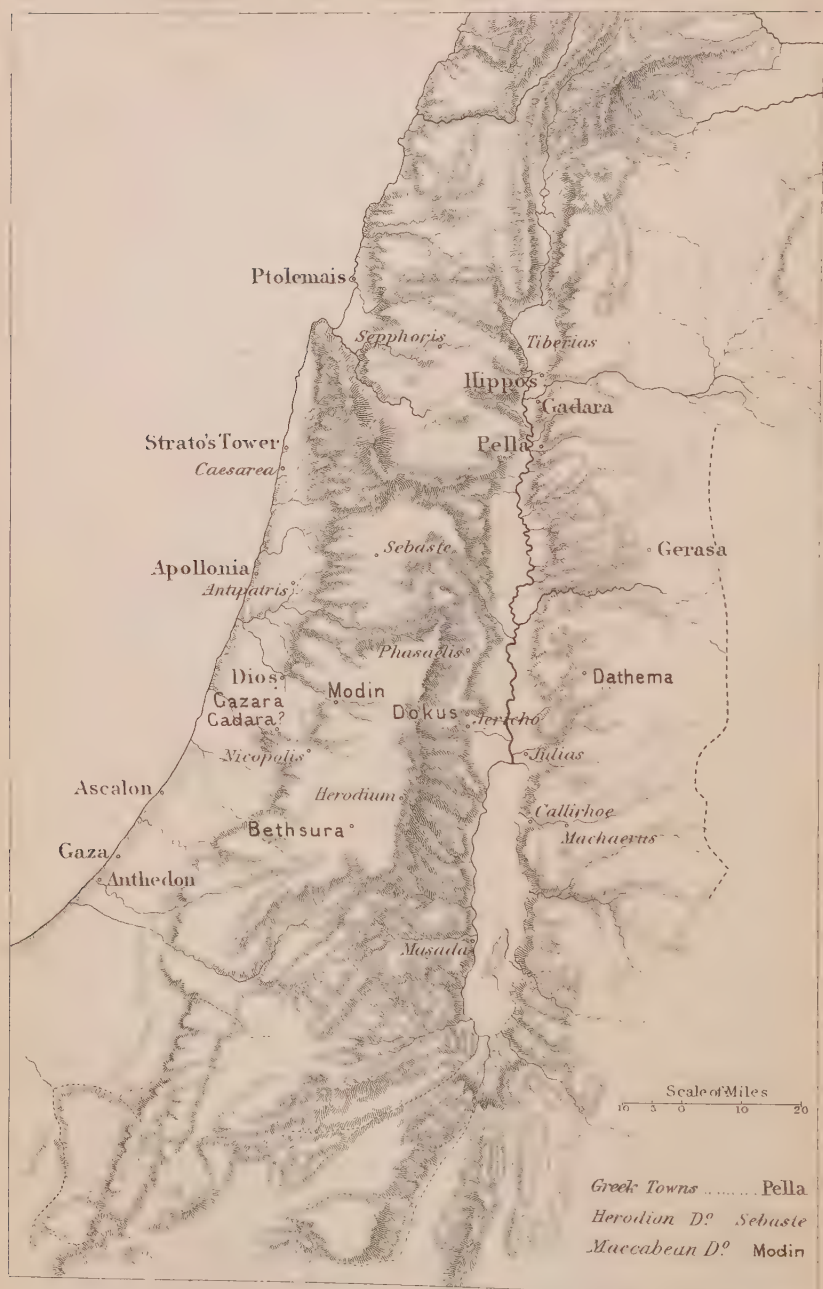 Ptolemais
Sepphoris
Tiberias
Hippos
Gadara
Strato's Tower
Pella
Caesarea
Sebaste
Gerasa
Apollonia
Antipatris
Phasaelis
Dios
Dathema
Gazara
Modin
Gadara?
Dokus
Jericho
Nicopolis
Julias
Ascalon
Herodium
Callirhoe
Bethsura
Machaerus
Gaza
Anthedon
Masada
Scale of Miles
10 5 0 10 20
Greek Towns ........ Pella
Herodian Dº Sebaste
Maccabean Dº Modin